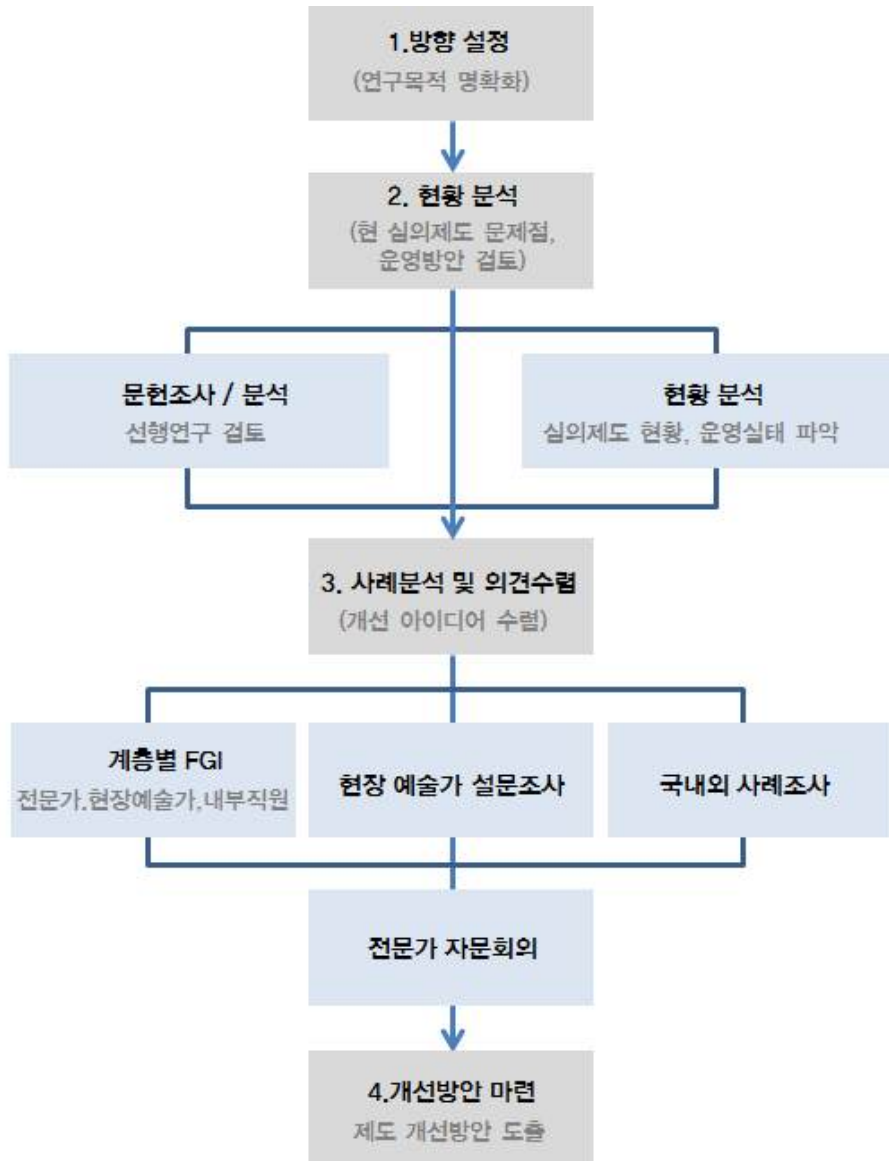 1.방향 설정
(연구목적 명확화)
2. 현황 분석
(현 심의제도 문제점,
운영방안 검토)
문헌조사 / 분석
선행연구 검토
현황 분석
심의제도 현황, 운영실태 파악
3. 사례분석 및 의견수렴
(개선 아이디어 수렴)
계층별 FGI
전문가,현장예술가,내부직원
현장 예술가 설문조사
국내외 사례조사
전문가 자문회의
4.개선방안 마련
제도 개선방안 도출